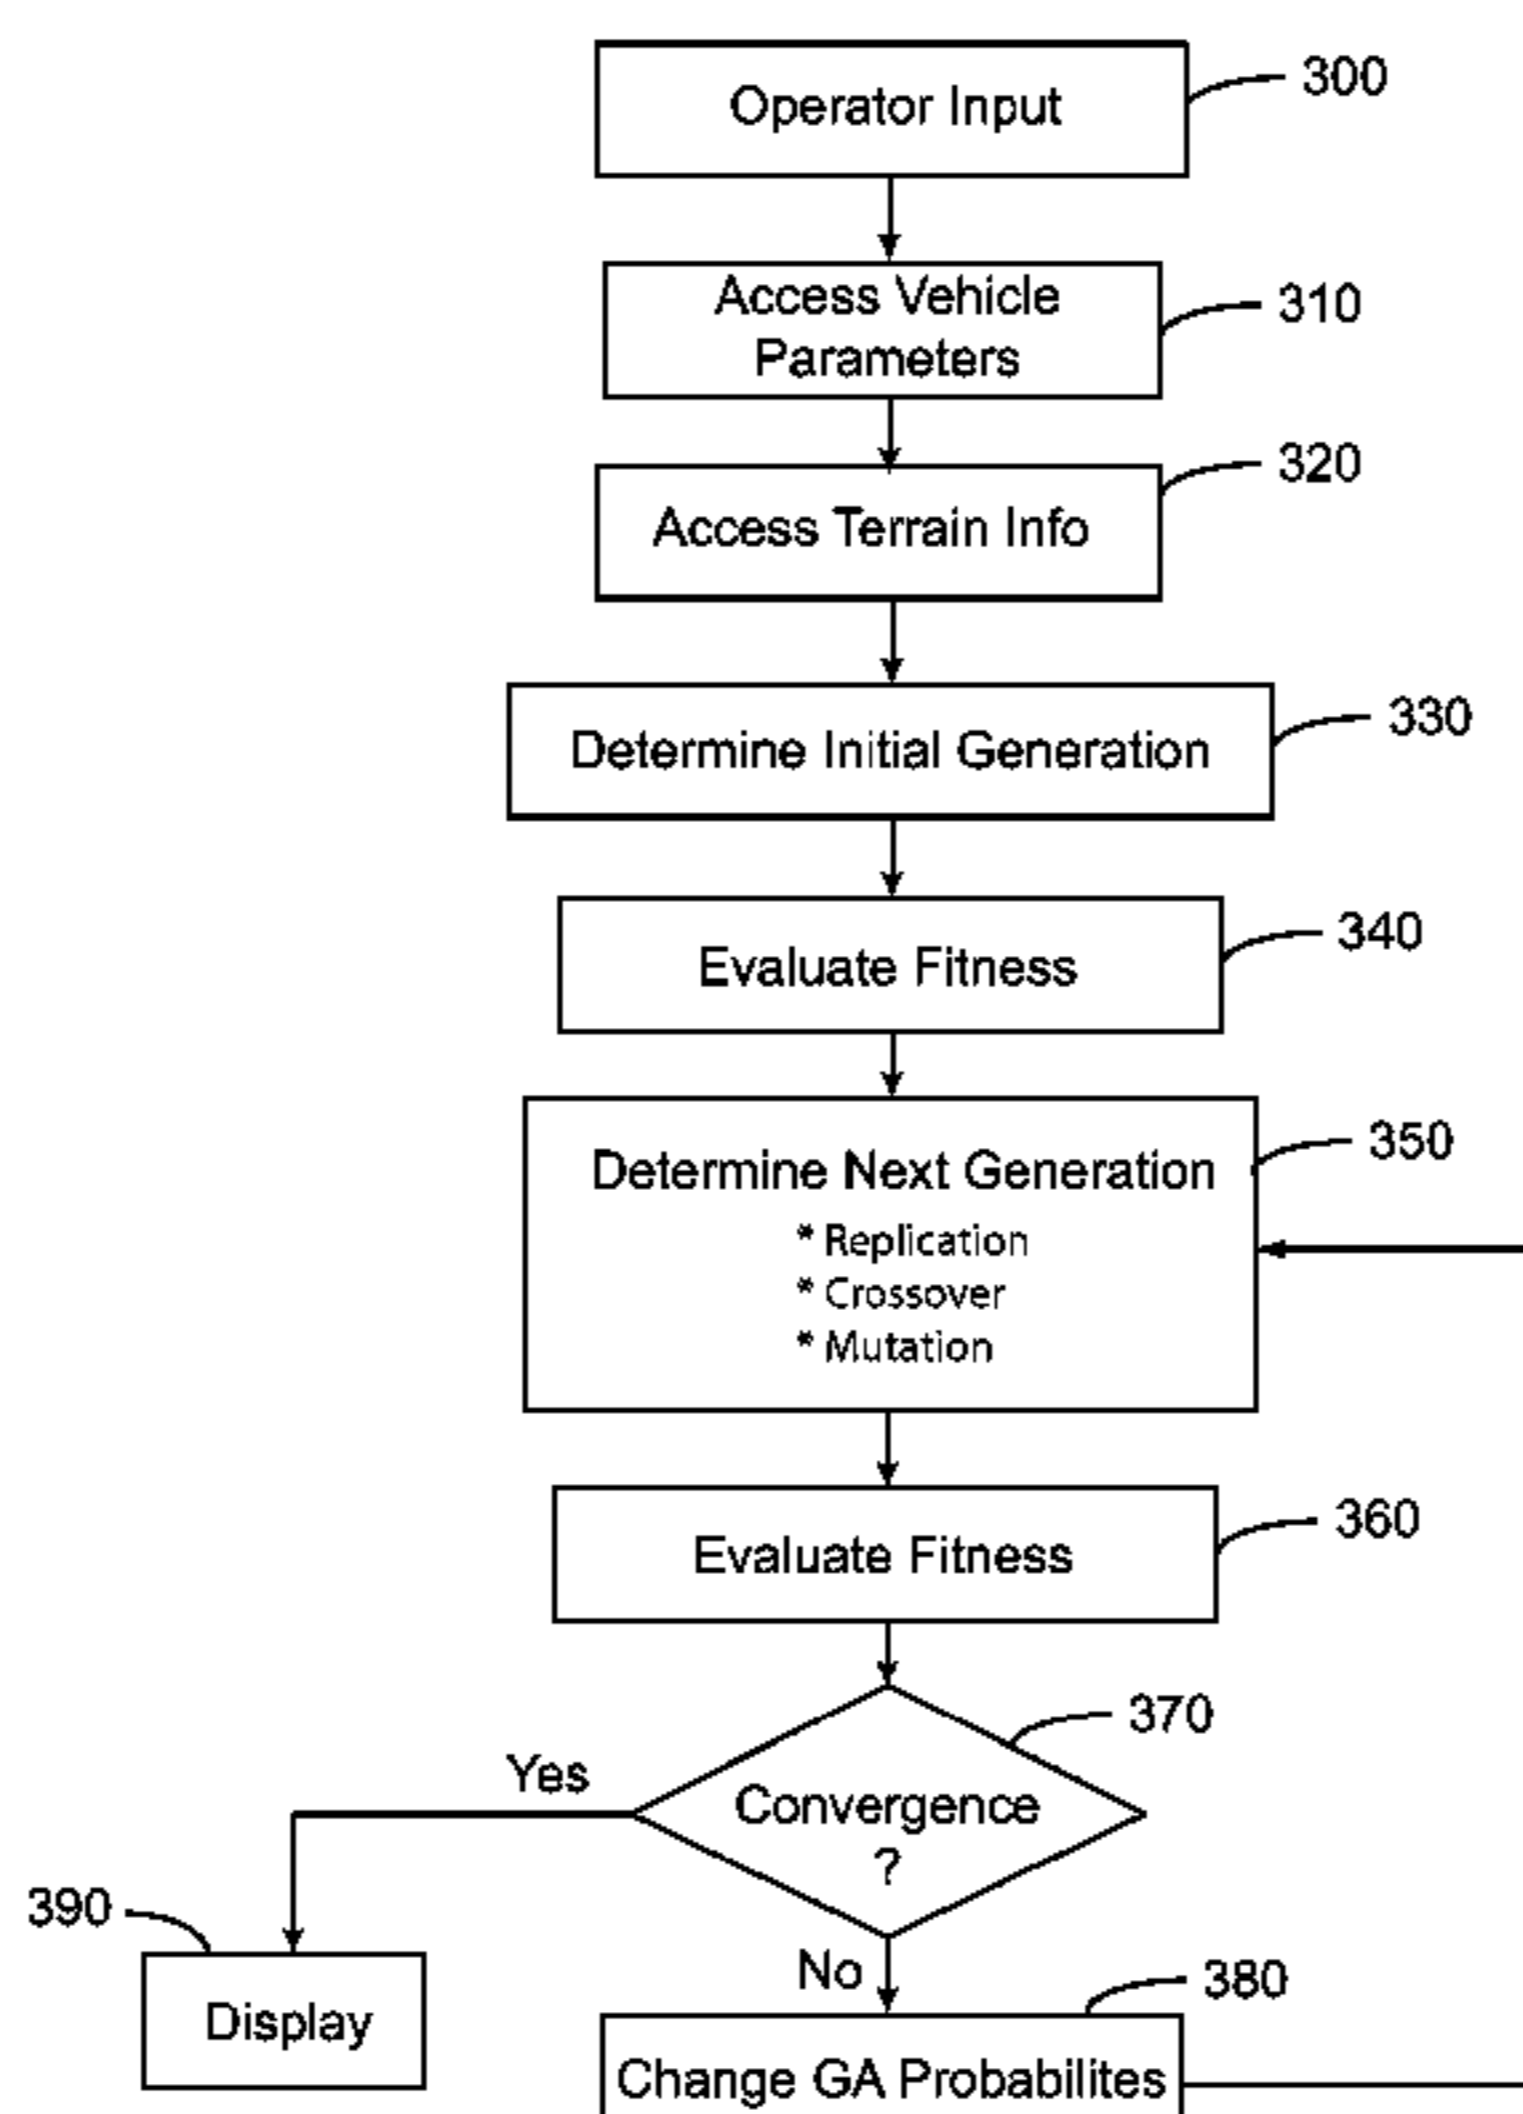 Operator Input
300
Access Vehicle
Parameters
310
320
Access Terrain Info
330
Determine Initial Generation
340
Evaluate Fitness
350
Determine Next Generation
* Replication
* Crossover
* Mutation
360
Evaluate Fitness
370
Yes
Convergence
?
390
No
380
Display
Change GA Probabilites